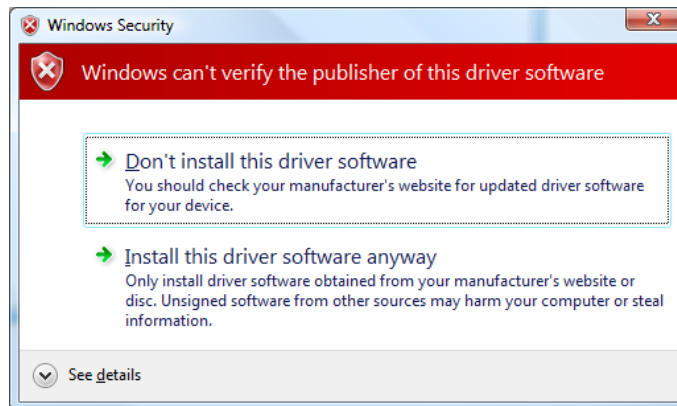 Windows Security
Windows can't verify the publisher of this driver software
Don't install this driver software
You should check your manufacturer's website for updated driver software
for your device.
Install this driver software anyway
Only install driver software obtained from your manufacturer's website or
disc. Unsigned software from other sources may harm your computer or steal
information.
See details